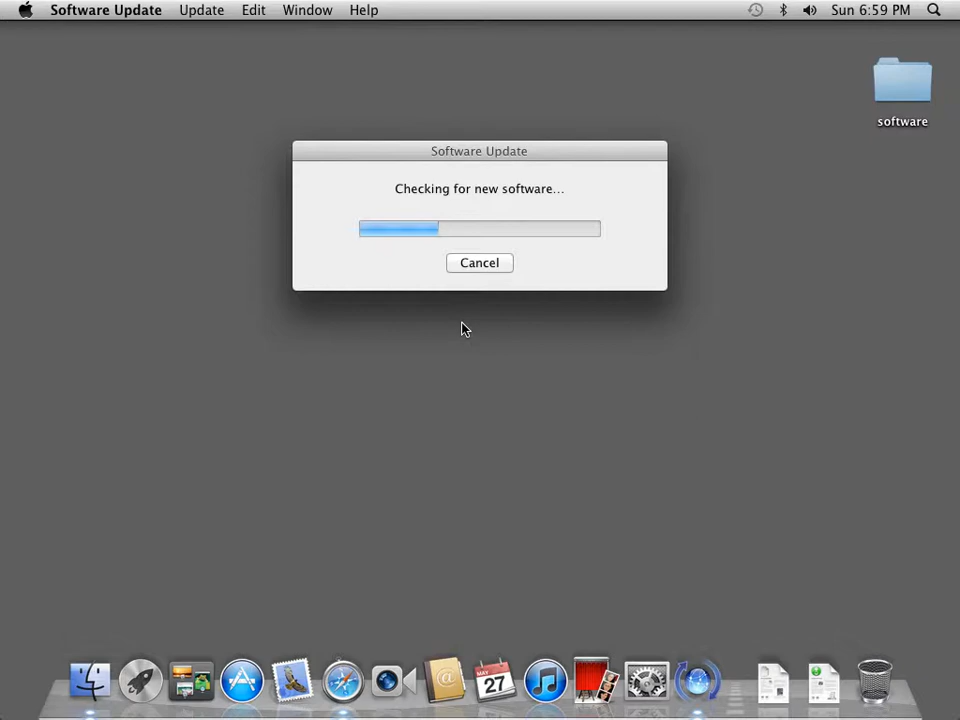 Software Update Update Edit Window Help Sun 6:59 PM
software
Software Update
Checking for new software...
Cancel
MAY
27